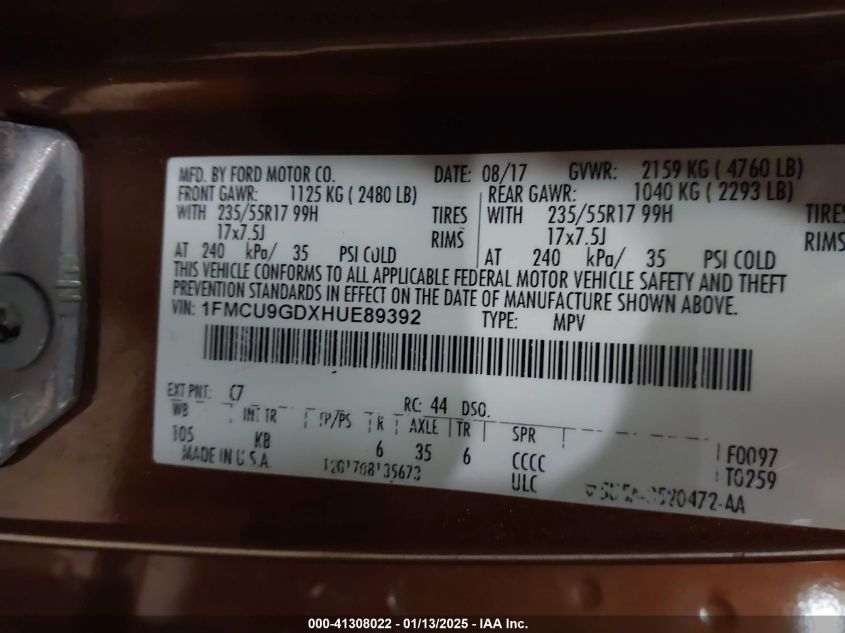 MFD. BY FORD MOTOR CO. DATE: 08/17 GVWR: 2159 KG ( 4760 LB)
FRONT GAWR: 1125 KG ( 2480 LB) REAR GAWR: 1040 KG ( 2293 LB)
WITH 235/55R17 99H TIRES WITH 235/55R17 99H TIRES
17x7.5J RIMS 17x7.5J RIMS
AT 240 kPa/ 35 PSI COLD AT 240 kPa/ 35 PSI COLD
THIS VEHICLE CONFORMS TO ALL APPLICABLE FEDERAL MOTOR VEHICLE SAFETY AND THEFT
PREVENTION STANDARDS IN EFFECT ON THE DATE OF MANUFACTURE SHOWN ABOVE.
VIN: 1FMCU9GDXHUE89392 TYPE: MPV
EXT PNT: C7 RC: 44 DSO:
WB INT TR TP/PS R AXLE TR SPR
105 KB 6 35 6 CCCC F0097
MADE IN U.S.A. ULC T0259
000-41308022 - 01/13/2025 - IAA Inc.